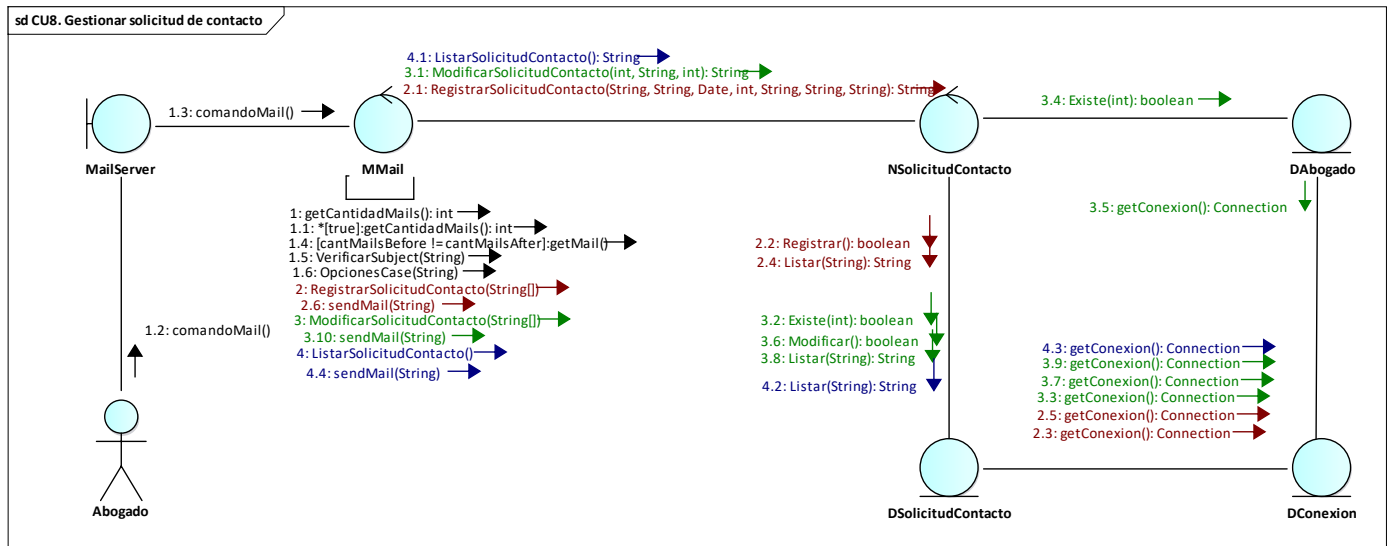 sd CU8. Gestionar solicitud de contacto
4.1: ListarSolicitudContacto(): String
3.1: ModificarSolicitudContacto(int, String, int): String
2.1: RegistrarSolicitudContacto(String, String, Date, int, String, String, String): String
1.3: comandoMail()
3.4: Existe(int): boolean
MailServer
MMail
NSolicitudContacto
DAbogado
1: getCantidadMails(): int
1.1: *[true]:getCantidadMails(): int
1.4: [cantMailsBefore != cantMailsAfter]:getMail()
1.5: VerificarSubject(String)
1.6: OpcionesCase(String)
2: RegistrarSolicitudContacto(String[])
2.6: sendMail(String)
3: ModificarSolicitudContacto(String[])
3.10: sendMail(String)
4: ListarSolicitudContacto()
4.4: sendMail(String)
3.5: getConexion(): Connection
2.2: Registrar(): boolean
2.4: Listar(String): String
3.2: Existe(int): boolean
3.6: Modificar(): boolean
3.8: Listar(String): String
4.2: Listar(String): String
1.2: comandoMail()
4.3: getConexion(): Connection
3.9: getConexion(): Connection
3.7: getConexion(): Connection
3.3: getConexion(): Connection
2.5: getConexion(): Connection
2.3: getConexion(): Connection
Abogado
DSolicitudContacto
DConexion